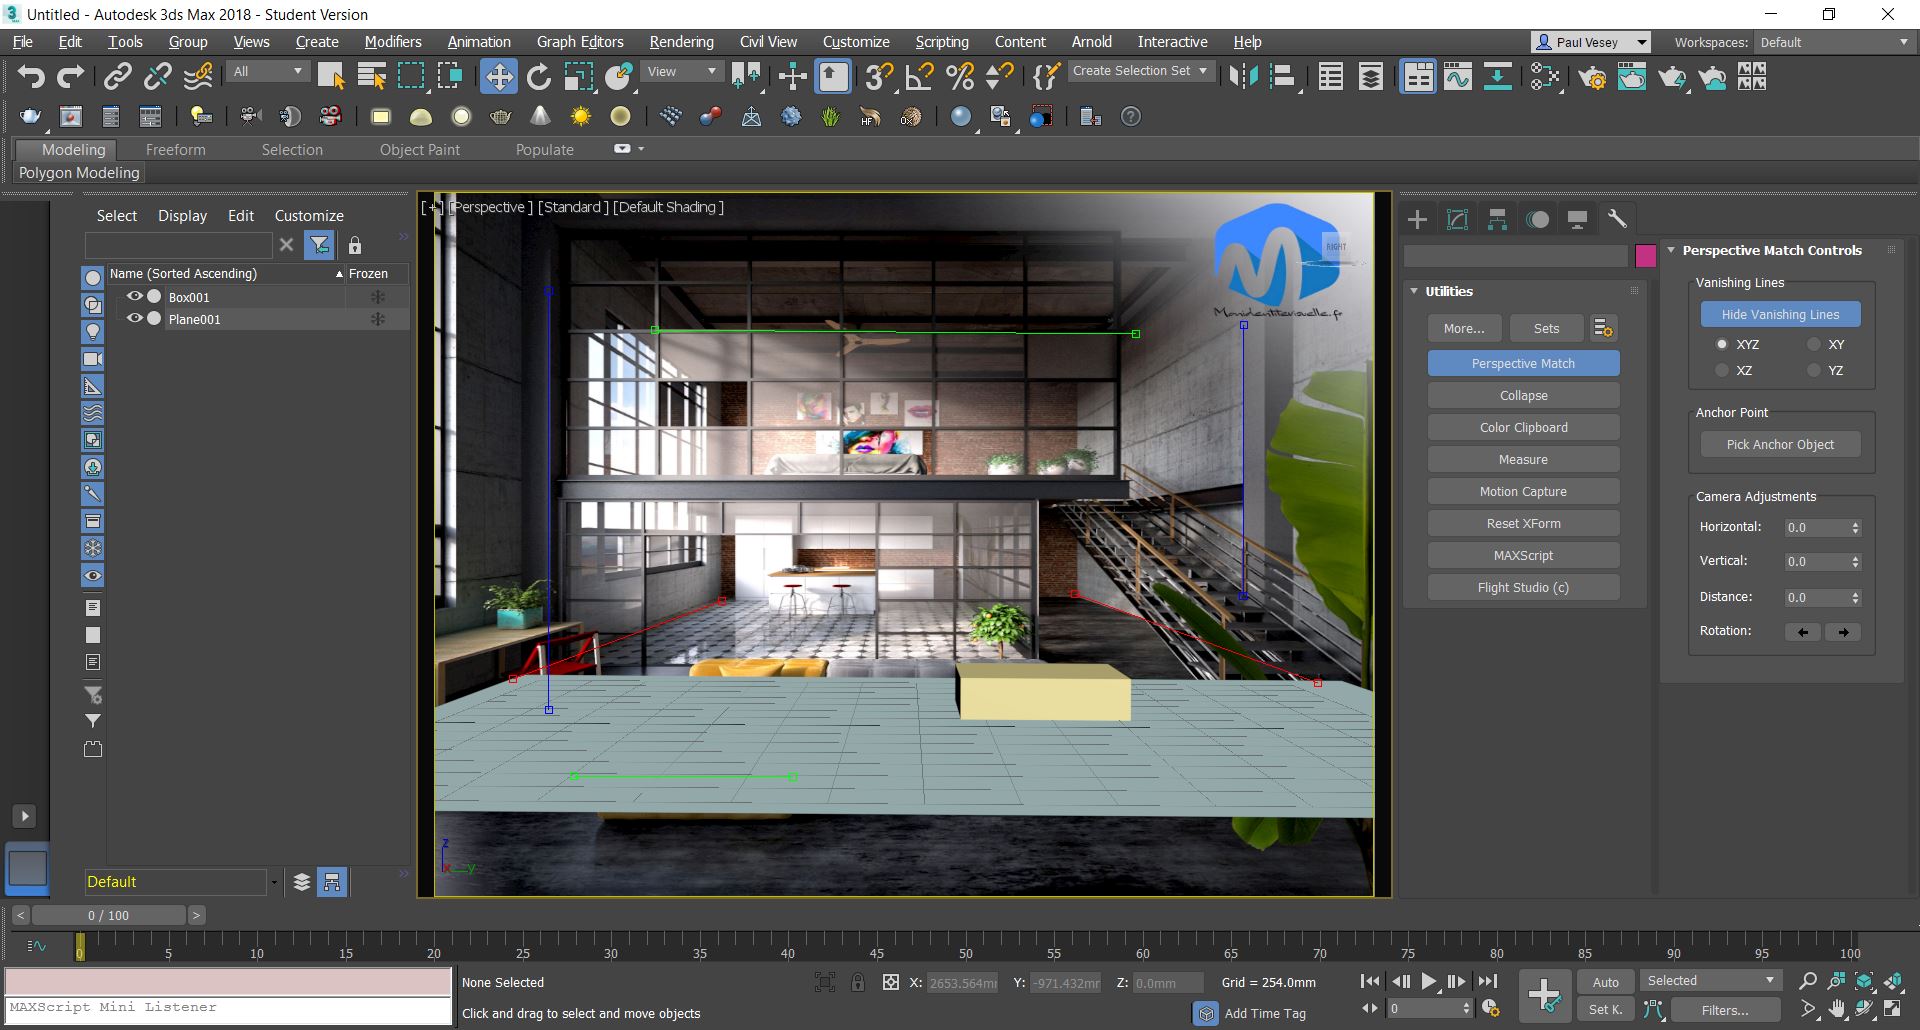 Untitled - Autodesk 3ds Max 2018 - Student Version
File Edit Tools Group Views Create Modifiers Animation Graph Editors Rendering Civil View Customize Scripting Content Arnold Interactive Help
Paul Vesey
Workspaces: Default
All
View
Create Selection Set
Modeling Freeform Selection Object Paint Populate
Polygon Modeling
Select Display Edit Customize
Name (Sorted Ascending) Frozen
Box001
Plane001
Default
[+] [Perspective ] [Standard ] [Default Shading ]
RIGHT
Monidentitevisuelle.fr
z
x y
Utilities
More... Sets
Perspective Match
Collapse
Color Clipboard
Measure
Motion Capture
Reset XForm
MAXScript
Flight Studio (c)
Perspective Match Controls
Vanishing Lines
Hide Vanishing Lines
XYZ XY
XZ YZ
Anchor Point
Pick Anchor Object
Camera Adjustments
Horizontal: 0.0
Vertical: 0.0
Distance: 0.0
Rotation:
< 0 / 100 >
0 5 10 15 20 25 30 35 40 45 50 55 60 65 70 75 80 85 90 95 100
MAXScript Mini Listener
None Selected
Click and drag to select and move objects
X: 2653.564mm Y: -971.432mm Z: 0.0mm Grid = 254.0mm
Add Time Tag
0
Auto Selected
Set K. Filters...